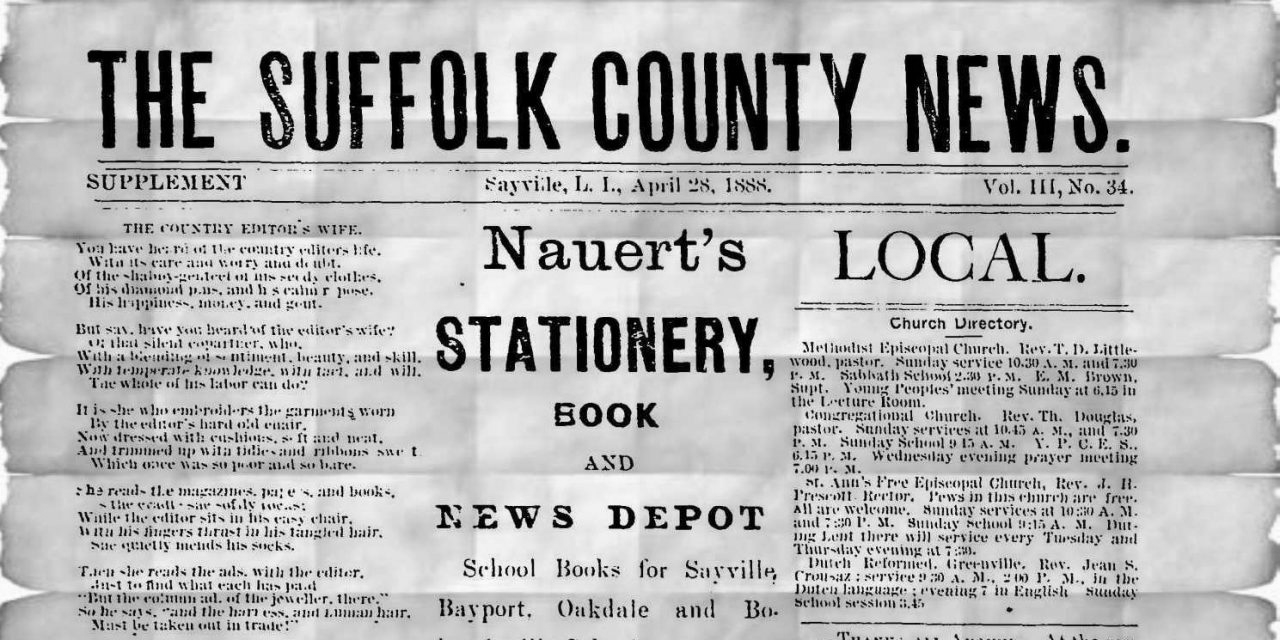 THE SUFFOLK COUNTY NEWS.
SUPPLEMENT
Sayville, L. I., April 28, 1888.
Vol. III, No. 34.
THE COUNTRY EDITOR'S WIFE.
You have heard of the country editors life.
With its care and worry and doubt.
Of the shabby-genteel of his seedy clothes,
Of his diamond pins, and his calm r pose,
His happiness, money, and gout.
But say, have you heard of the editor's wife?
Of that silent copartner, who,
With a blending of sentiment, beauty, and skill,
With temperate knowledge, with tact, and will,
The whole of his labor can do?
It is she who embroiders the garments worn
By the editor's hard old chair,
Now dressed with cushions, soft and neat,
And trimmed up with tidies and ribbons sweet
Which once was so poor and so bare.
She reads the magazines, papers, and books,
the cradle she softly rocks;
While the editor sits in his easy chair,
With his fingers thrust in his tangled hair,
She quietly mends his socks.
Then she reads the ads. with the editor,
Just to find what each has paid
"But the column ad. of the jeweller, there,"
So he says, "and the harness, and human hair,
Must be taken out in trade!"
Nauert's
STATIONERY,
BOOK
AND
NEWS DEPOT
School Books for Sayville,
Bayport, Oakdale and Bo-
LOCAL.
Church Directory.
Methodist Episcopal Church. Rev. T. D. Little-
wood, pastor. Sunday service 10.30 A. M. and 7.30
P. M. Sabbath School 2.30 P. M. E. M. Brown,
Supt. Young Peoples' meeting Sunday at 6.15 in
the Lecture Room.
Congregational Church. Rev. Th. Douglas,
pastor. Sunday services at 10.45 A. M., and 7.30
P. M. Sunday School 9 15 A. M. Y. P. C. E. S.,
6.15 P. M. Wednesday evening prayer meeting
7.00 P. M.
St. Ann's Free Episcopal Church, Rev. J. H.
Prescott. Rector. Pews in this church are free.
All are welcome. Sunday services at 10:30 A. M.
and 7:30 P. M. Sunday School 9:15 A. M. Dur-
ing Lent there will service every Tuesday and
Thursday evening at 7:30.
Dutch Reformed, Greenville. Rev. Jean S.
Crousaz; service 9 30 A. M., 2 00 P. M., in the
Dutch language; evening 7 in English Sunday
School session 3.45